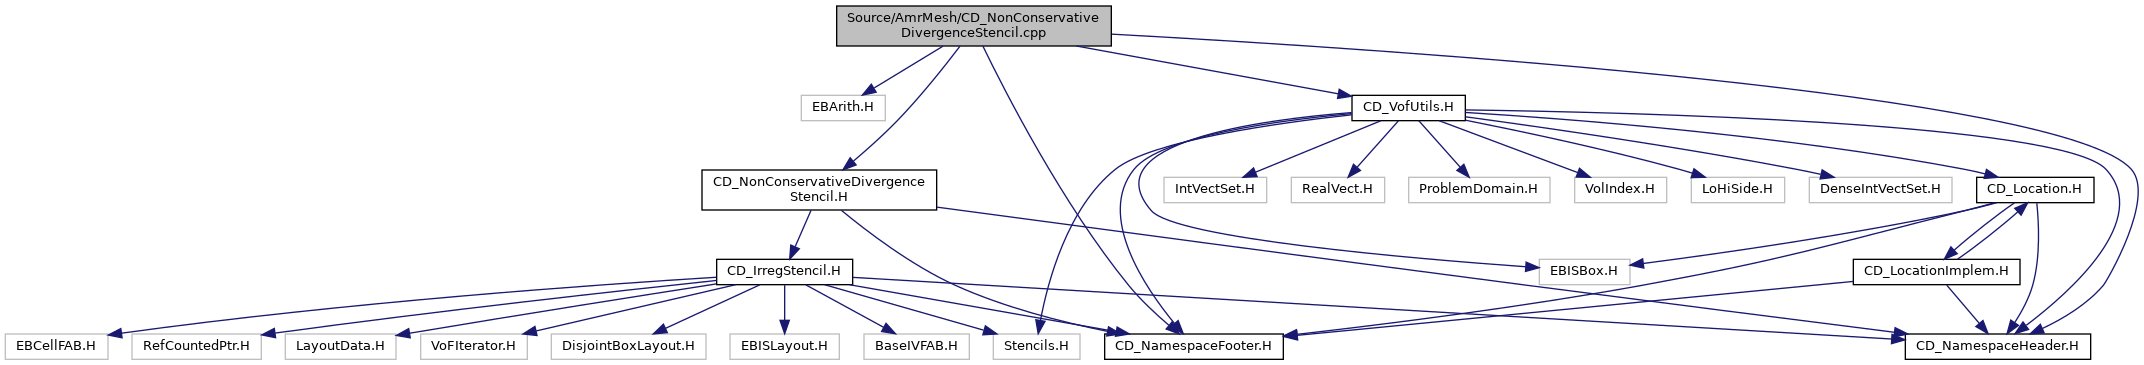 Source/AmrMesh/CD_NonConservative
DivergenceStencil.cpp
EBArith.H
CD_VofUtils.H
CD_NonConservativeDivergence
Stencil.H
IntVectSet.H
RealVect.H
ProblemDomain.H
VolIndex.H
LoHiSide.H
DenseIntVectSet.H
CD_Location.H
CD_IrregStencil.H
EBISBox.H
CD_LocationImplem.H
EBCellFAB.H
RefCountedPtr.H
LayoutData.H
VoFIterator.H
DisjointBoxLayout.H
EBISLayout.H
BaseIVFAB.H
Stencils.H
CD_NamespaceFooter.H
CD_NamespaceHeader.H